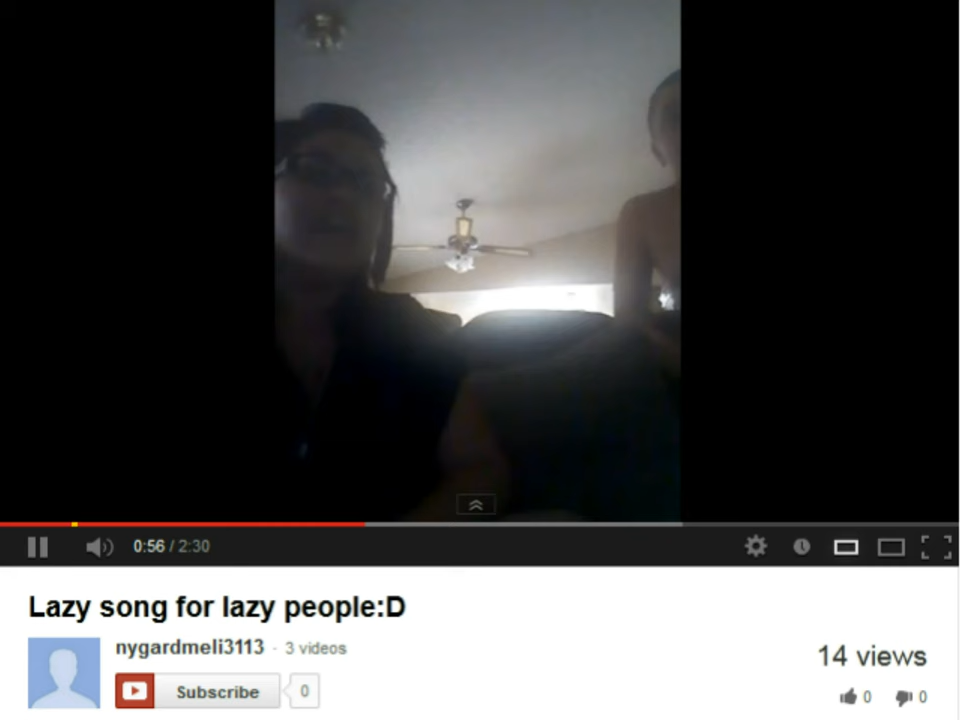 0:56 / 2:30
Lazy song for lazy people:D
nygardmeli3113 · 3 videos
14 views
Subscribe 0
0 0